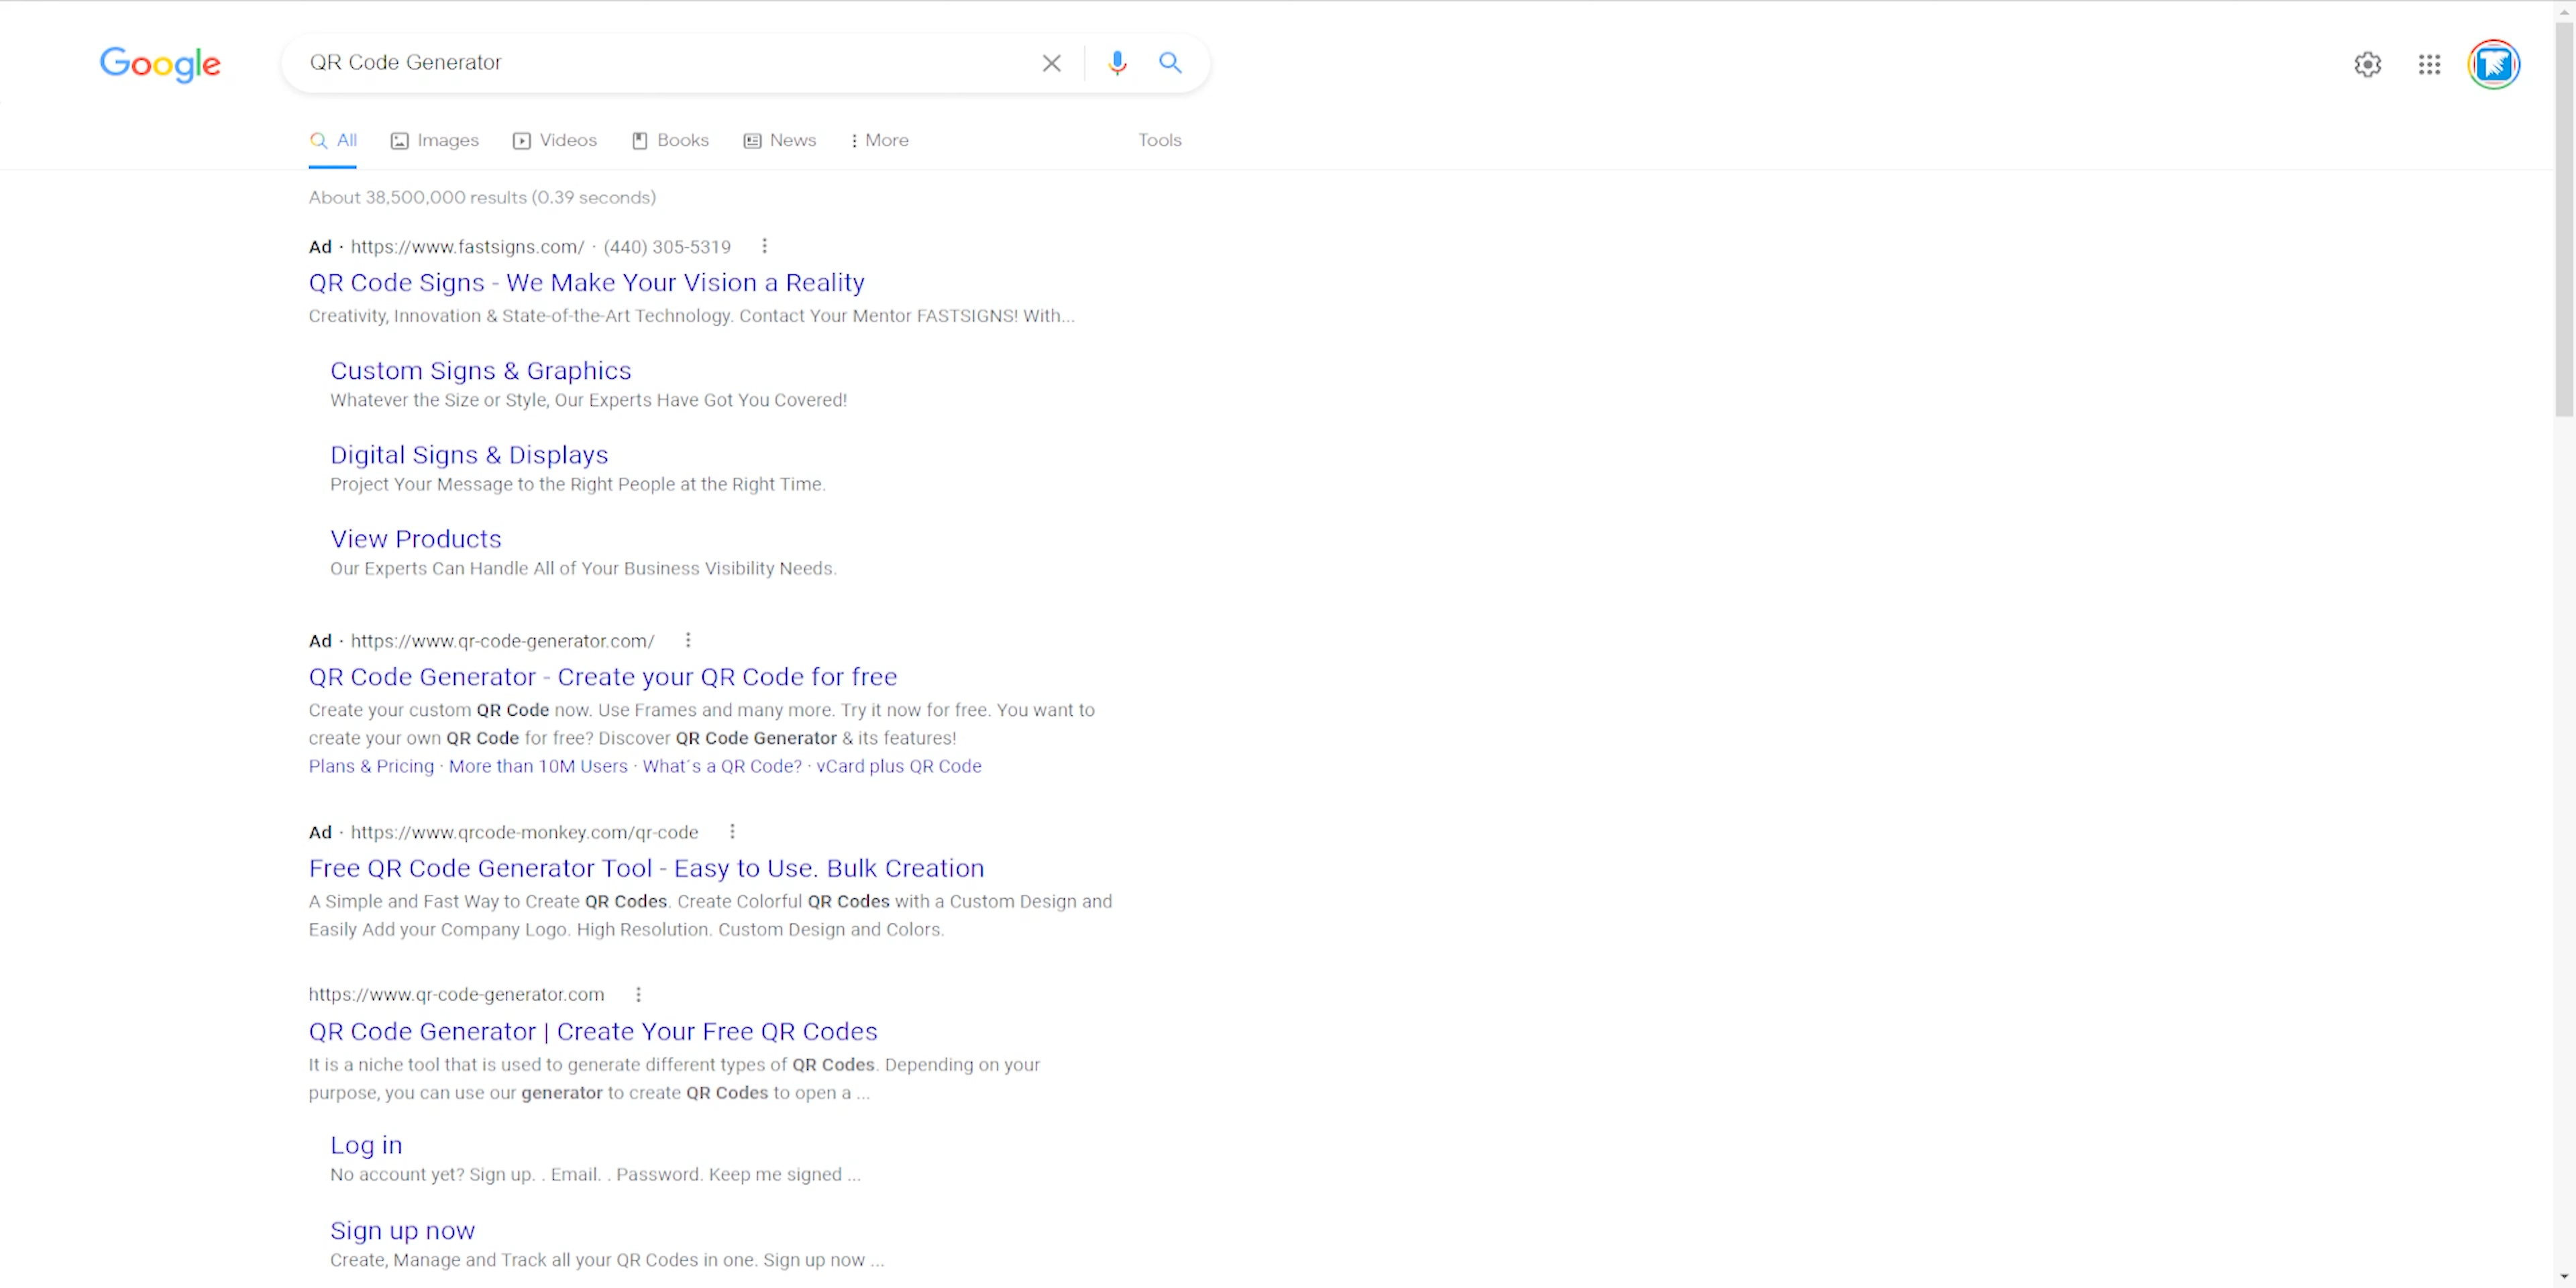 Google
QR Code Generator
All Images Videos Books News More Tools
About 38,500,000 results (0.39 seconds)
Ad · https://www.fastsigns.com/ · (440) 305-5319
QR Code Signs - We Make Your Vision a Reality
Creativity, Innovation & State-of-the-Art Technology. Contact Your Mentor FASTSIGNS! With...
Custom Signs & Graphics
Whatever the Size or Style, Our Experts Have Got You Covered!
Digital Signs & Displays
Project Your Message to the Right People at the Right Time.
View Products
Our Experts Can Handle All of Your Business Visibility Needs.
Ad · https://www.qr-code-generator.com/
QR Code Generator - Create your QR Code for free
Create your custom QR Code now. Use Frames and many more. Try it now for free. You want to
create your own QR Code for free? Discover QR Code Generator & its features!
Plans & Pricing · More than 10M Users · What´s a QR Code? · vCard plus QR Code
Ad · https://www.qrcode-monkey.com/qr-code
Free QR Code Generator Tool - Easy to Use. Bulk Creation
A Simple and Fast Way to Create QR Codes. Create Colorful QR Codes with a Custom Design and
Easily Add your Company Logo. High Resolution. Custom Design and Colors.
https://www.qr-code-generator.com
QR Code Generator | Create Your Free QR Codes
It is a niche tool that is used to generate different types of QR Codes. Depending on your
purpose, you can use our generator to create QR Codes to open a ...
Log in
No account yet? Sign up. . Email. . Password. Keep me signed ...
Sign up now
Create, Manage and Track all your QR Codes in one. Sign up now ...